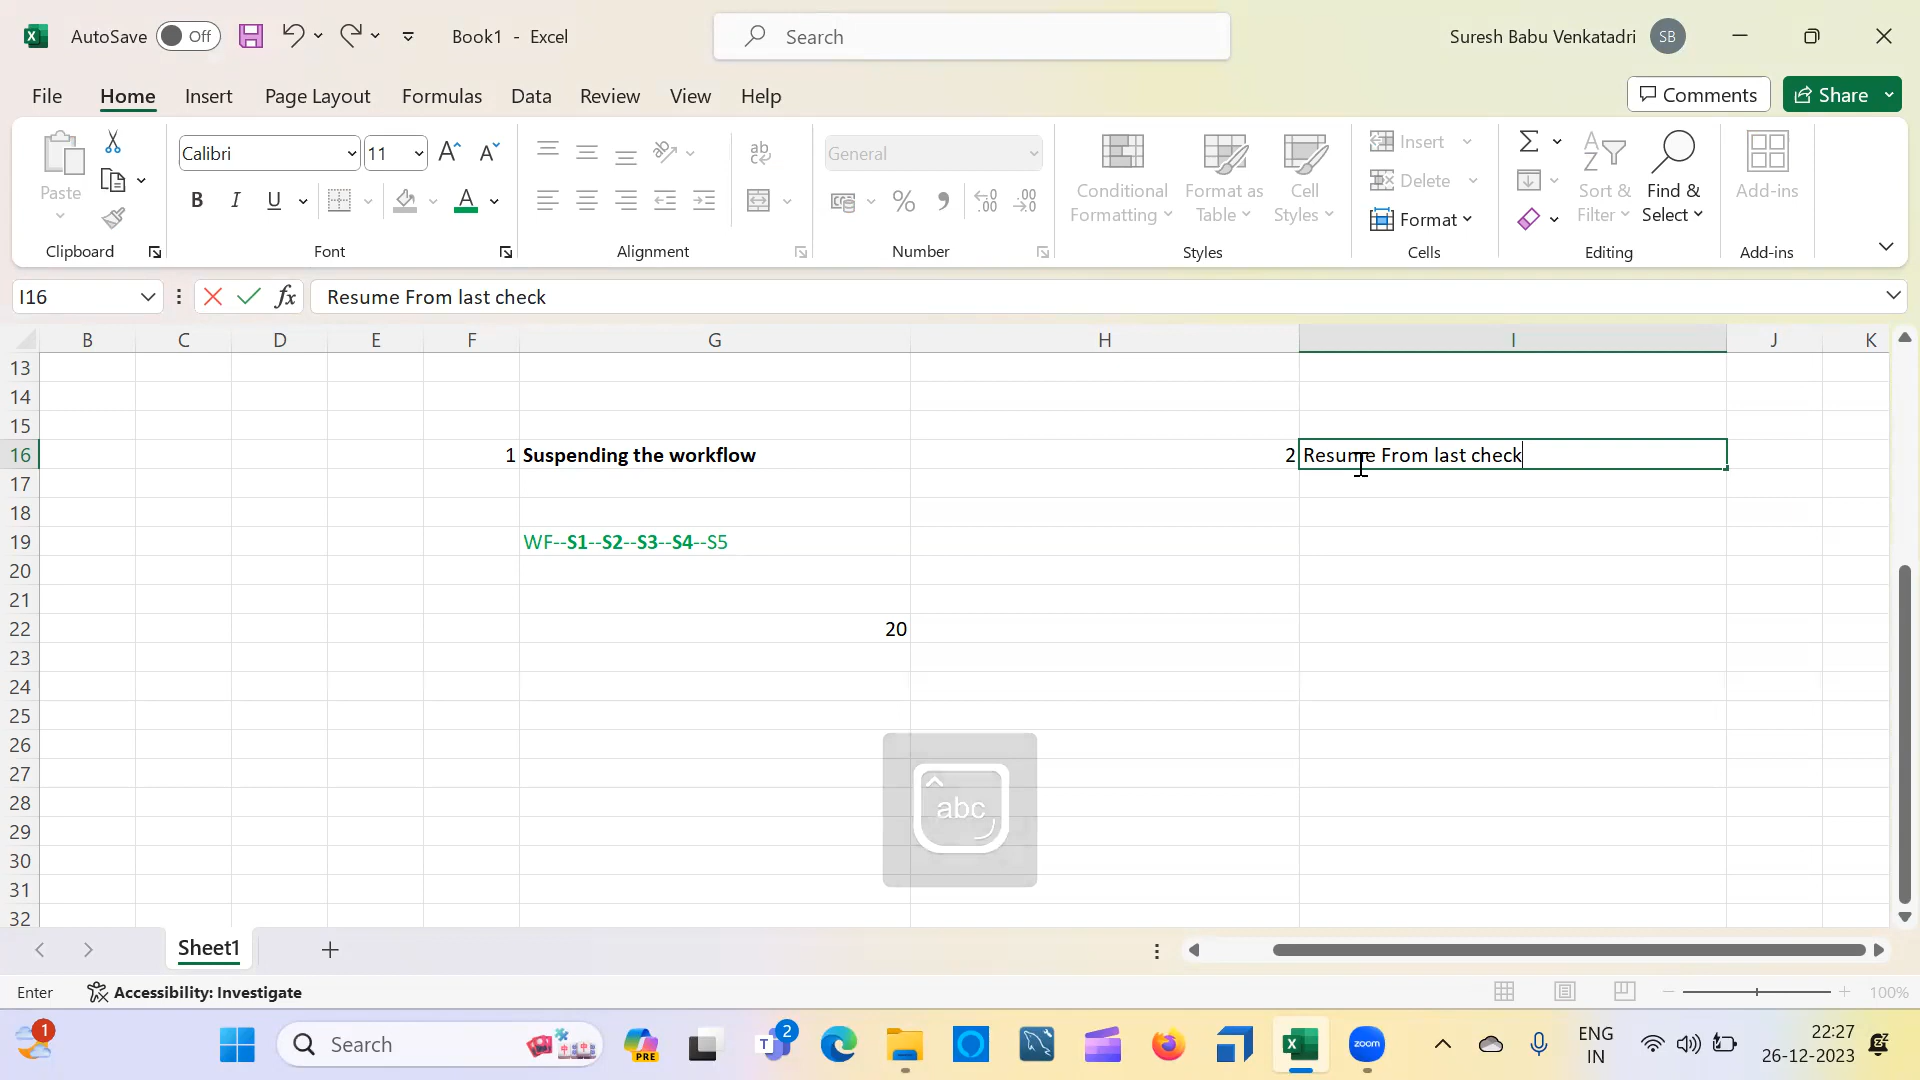 AutoSave Off Book1 - Excel Search Suresh Babu Venkatadri SB
File Home Insert Page Layout Formulas Data Review View Help Comments Share
Paste Calibri 11 General Conditional Formatting Format as Table Cell Styles Insert Delete Format Sort & Filter Find & Select Add-ins
Clipboard Font Alignment Number Styles Cells Editing Add-ins
I16 Resume From last check
B C D E F G H I J K
13
14
15
16 1 Suspending the workflow 2 Resume From last check
17
18
19 WF--S1--S2--S3--S4--S5
20
21
22 20
23
24
25
26
27
28 abc
29
30
31
32
Sheet1
Enter Accessibility: Investigate 100%
1 Search PRE 2 zoom ENG IN 22:27 26-12-2023